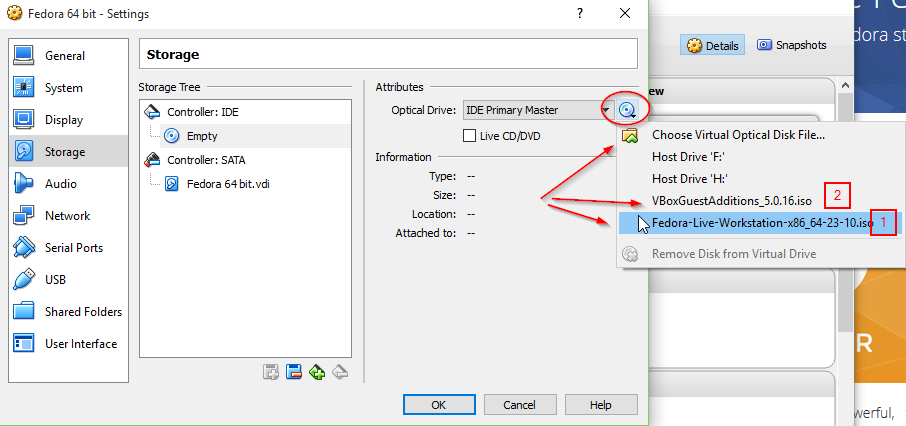 Fedora 64 bit - Settings
General
System
Display
Storage
Audio
Network
Serial Ports
USB
Shared Folders
User Interface
Storage
Storage Tree
Controller: IDE
Empty
Controller: SATA
Fedora 64 bit.vdi
Attributes
Optical Drive: IDE Primary Master
Live CD/DVD
Information
Type: --
Size: --
Location: --
Attached to: --
OK Cancel Help
Details Snapshots
Choose Virtual Optical Disk File...
Host Drive 'F:'
Host Drive 'H:'
VBoxGuestAdditions_5.0.16.iso 2
Fedora-Live-Workstation-x86_64-23-10.iso 1
Remove Disk from Virtual Drive
dora st
R